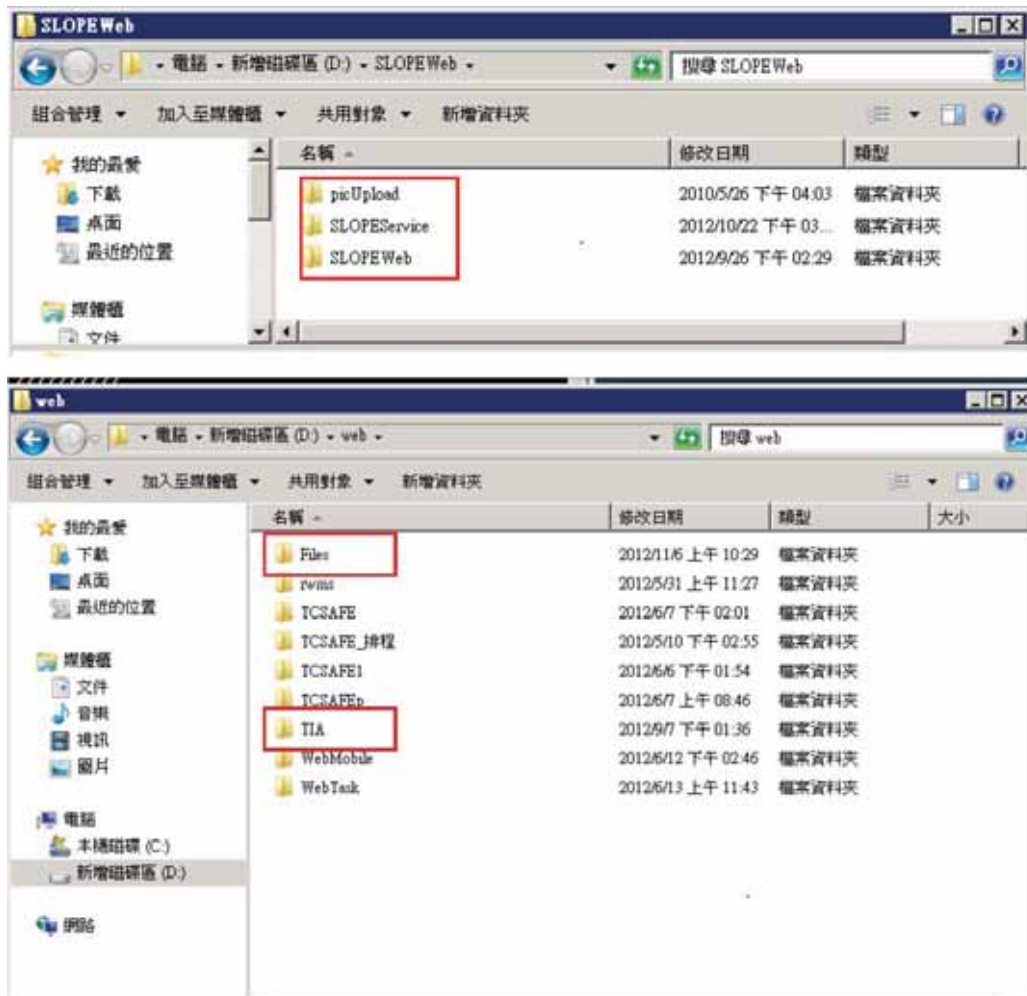 SLOPEWeb
電腦 - 新增磁碟區 (D:) - SLOPEWeb -
搜尋 SLOPEWeb
組合管理 加入至媒體櫃 共用對象 新增資料夾
名稱 修改日期 類型
我的最愛
下載
桌面
最近的位置
媒體櫃
文件
picUpload 2010/5/26 下午 04:03 檔案資料夾
SLOPEService 2012/10/22 下午 03... 檔案資料夾
SLOPEWeb 2012/9/26 下午 02:29 檔案資料夾
web
電腦 - 新增磁碟區 (D:) - web -
搜尋 web
組合管理 加入至媒體櫃 共用對象 新增資料夾
名稱 修改日期 類型 大小
我的最愛
下載
桌面
最近的位置
媒體櫃
文件
音樂
視訊
圖片
電腦
本機磁碟 (C:)
新增磁碟區 (D:)
網路
Files 2012/11/6 上午 10:29 檔案資料夾
rwms 2012/5/31 上午 11:27 檔案資料夾
TCSAFE 2012/6/7 下午 02:01 檔案資料夾
TCSAFE_排程 2012/5/10 下午 02:55 檔案資料夾
TCSAFE1 2012/6/6 下午 01:54 檔案資料夾
TCSAFEp 2012/6/7 上午 08:46 檔案資料夾
TIA 2012/9/7 下午 01:36 檔案資料夾
WebMobile 2012/6/12 下午 02:46 檔案資料夾
WebTask 2012/6/13 上午 11:43 檔案資料夾